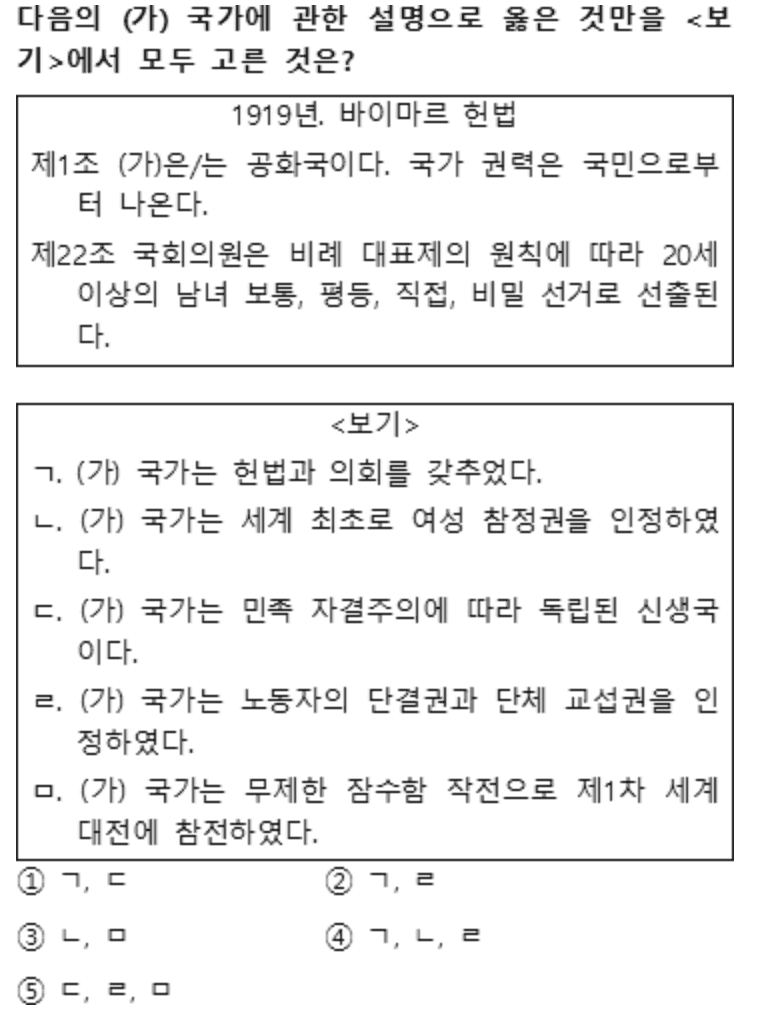 다음의 (가) 국가에 관한 설명으로 옳은 것만을 <보
기>에서 모두 고른 것은?
1919년. 바이마르 헌법
제1조 (가)은/는 공화국이다. 국가 권력은 국민으로부
터 나온다.
제22조 국회의원은 비례 대표제의 원칙에 따라 20세
이상의 남녀 보통, 평등, 직접, 비밀 선거로 선출된
다.
<보기>
ㄱ. (가) 국가는 헌법과 의회를 갖추었다.
ㄴ. (가) 국가는 세계 최초로 여성 참정권을 인정하였
다.
ㄷ. (가) 국가는 민족 자결주의에 따라 독립된 신생국
이다.
ㄹ. (가) 국가는 노동자의 단결권과 단체 교섭권을 인
정하였다.
ㅁ. (가) 국가는 무제한 잠수함 작전으로 제1차 세계
대전에 참전하였다.
① ㄱ, ㄷ ② ㄱ, ㄹ
③ ㄴ, ㅁ ④ ㄱ, ㄴ, ㄹ
⑤ ㄷ, ㄹ, ㅁ